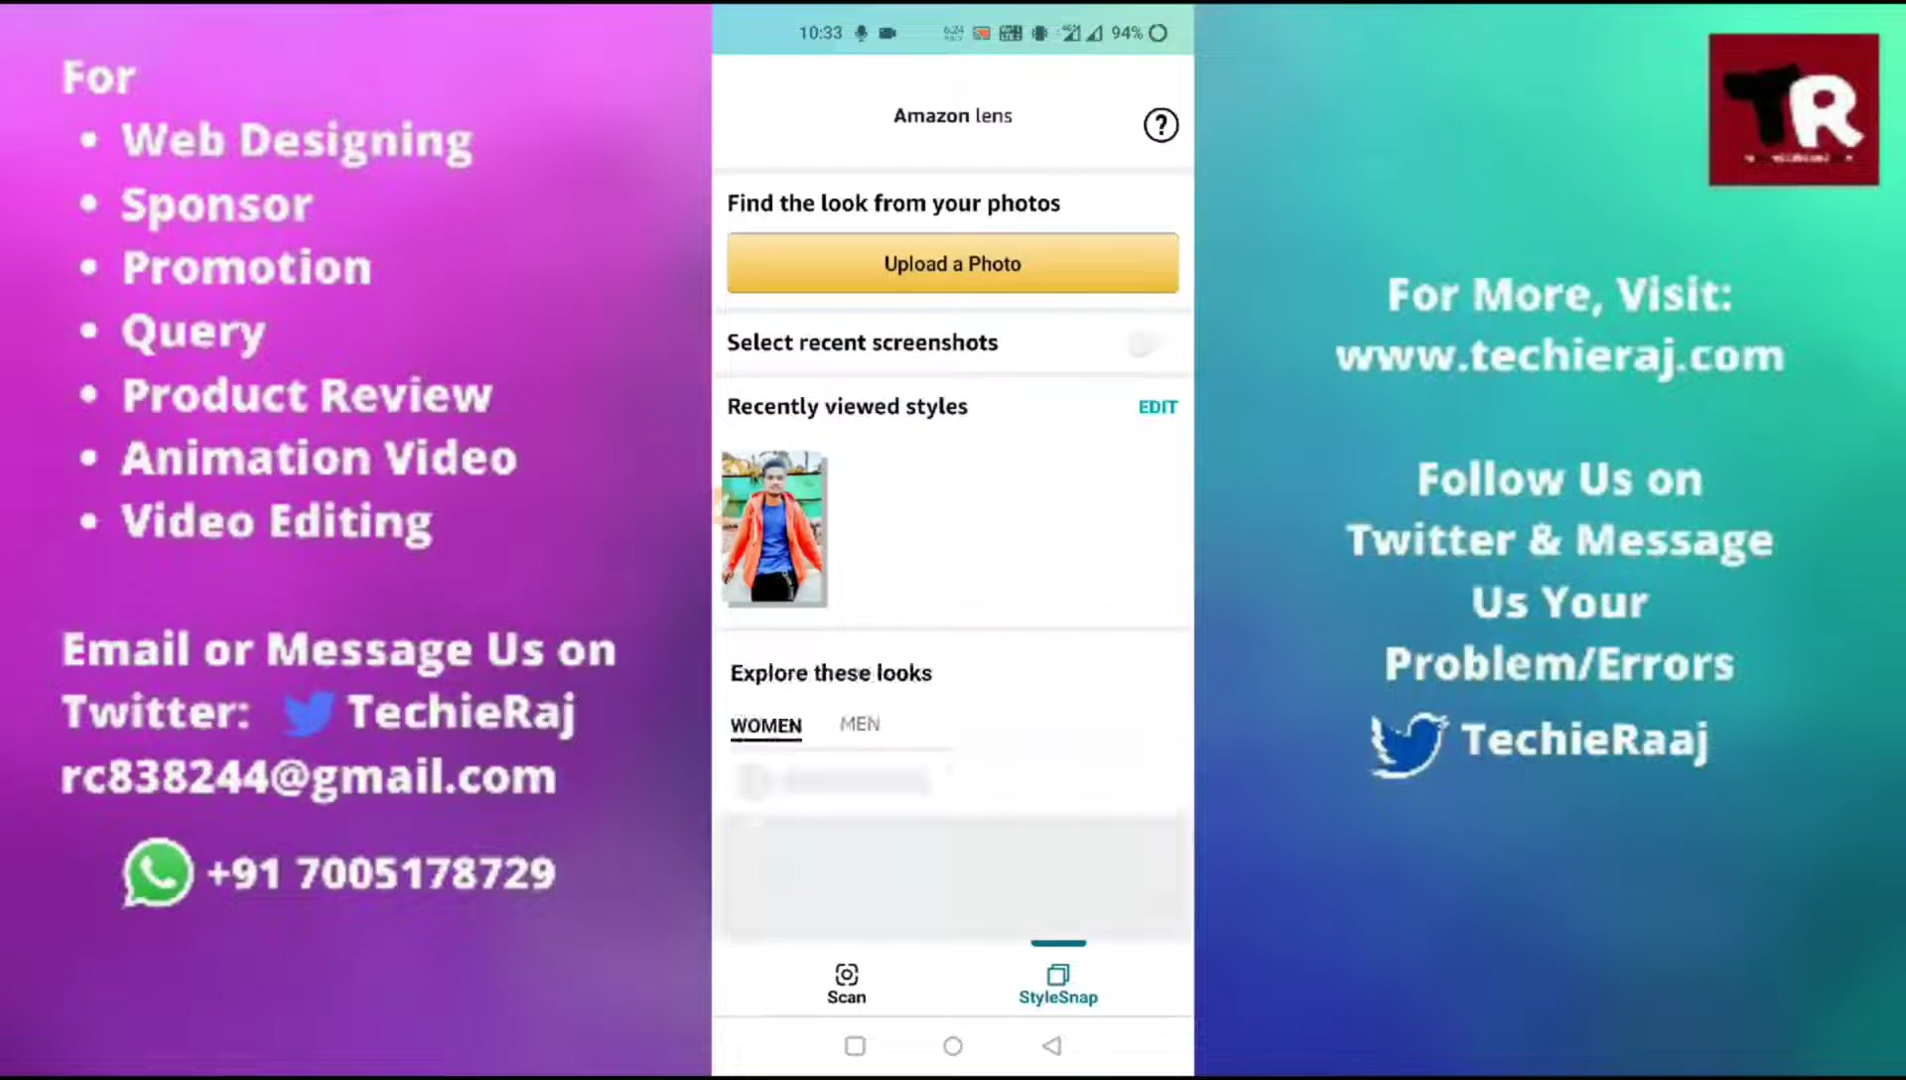 For
• Web Designing
• Sponsor
• Promotion
• Query
• Product Review
• Animation Video
• Video Editing
Email or Message Us on
Twitter: TechieRaj
rc838244@gmail.com
+91 7005178729
10:33
94%
Amazon lens
?
Find the look from your photos
Upload a Photo
Select recent screenshots
Recently viewed styles EDIT
Explore these looks
WOMEN MEN
Scan StyleSnap
TR
For More, Visit:
www.techieraj.com
Follow Us on
Twitter & Message
Us Your
Problem/Errors
TechieRaaj